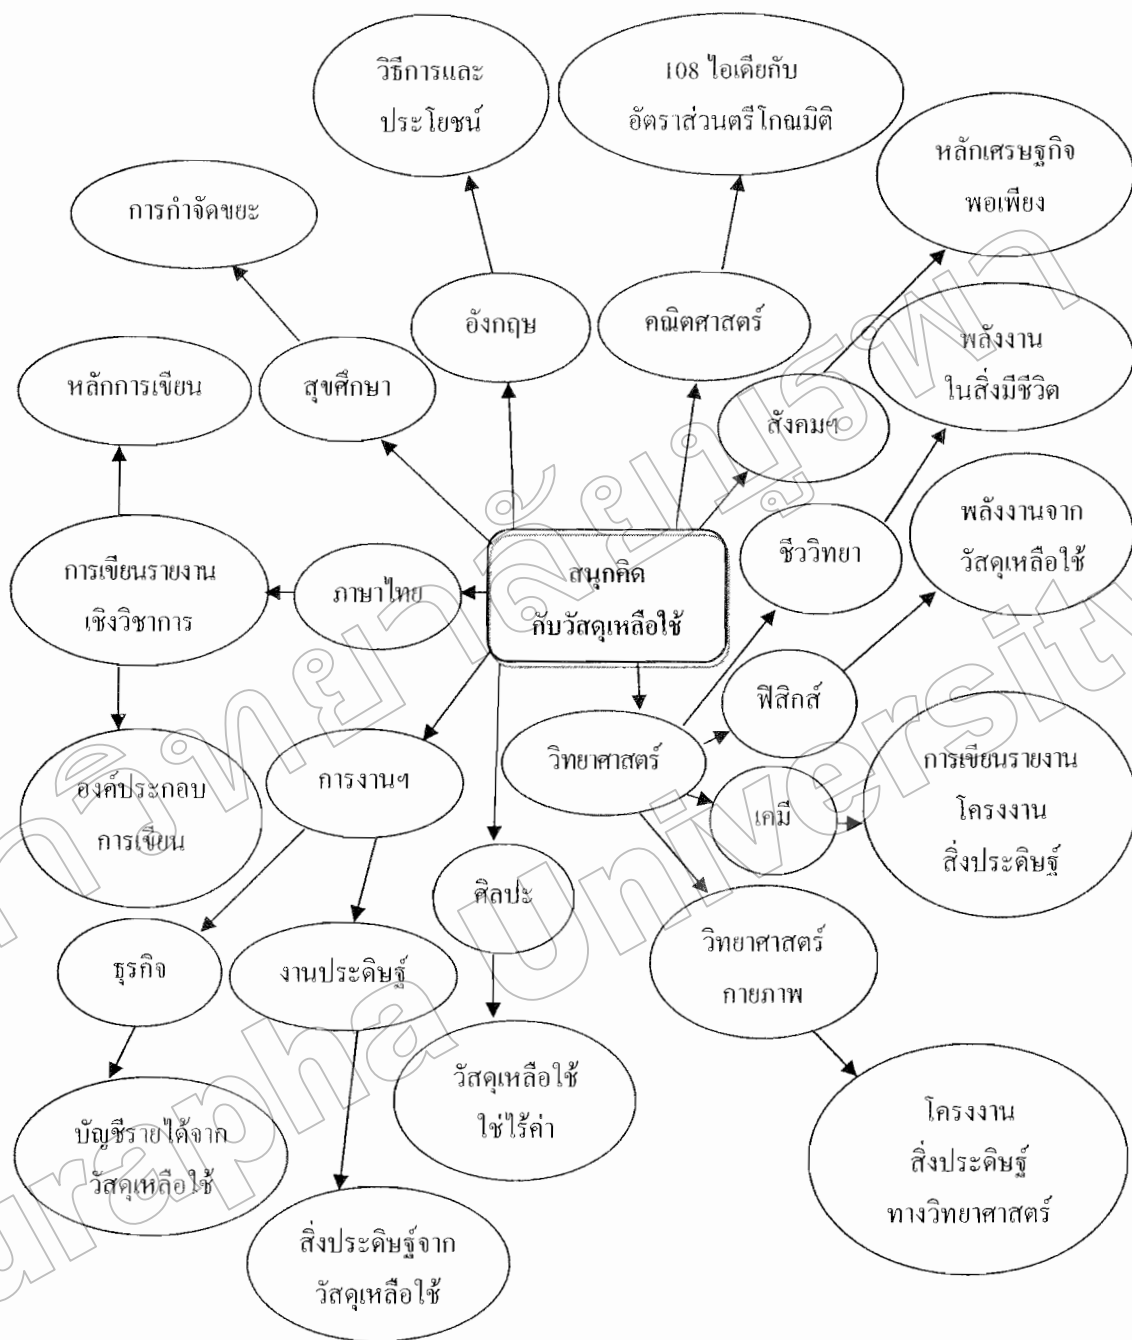 วิธีการและ
ประโยชน์
108 ไอเดียกับ
อัตราส่วนตรีโกณมิติ
หลักเศรษฐกิจ
พอเพียง
การกำจัดขยะ
อังกฤษ
คณิตศาสตร์
พลังงาน
ในสิ่งมีชีวิต
หลักการเขียน
สุขศึกษา
สังคมฯ
พลังงานจาก
วัสดุเหลือใช้
ชีววิทยา
การเขียนรายงาน
เชิงวิชาการ
ภาษาไทย
สนุกคิด
กับวัสดุเหลือใช้
ฟิสิกส์
วิทยาศาสตร์
การเขียนรายงาน
โครงงาน
สิ่งประดิษฐ์
องค์ประกอบ
การเขียน
การงานฯ
เคมี
ศิลปะ
วิทยาศาสตร์
กายภาพ
ธุรกิจ
งานประดิษฐ์
วัสดุเหลือใช้
ใช่ไร้ค่า
โครงงาน
สิ่งประดิษฐ์
ทางวิทยาศาสตร์
บัญชีรายได้จาก
วัสดุเหลือใช้
สิ่งประดิษฐ์จาก
วัสดุเหลือใช้
กวิทยาลัยบูรพา
urapha University